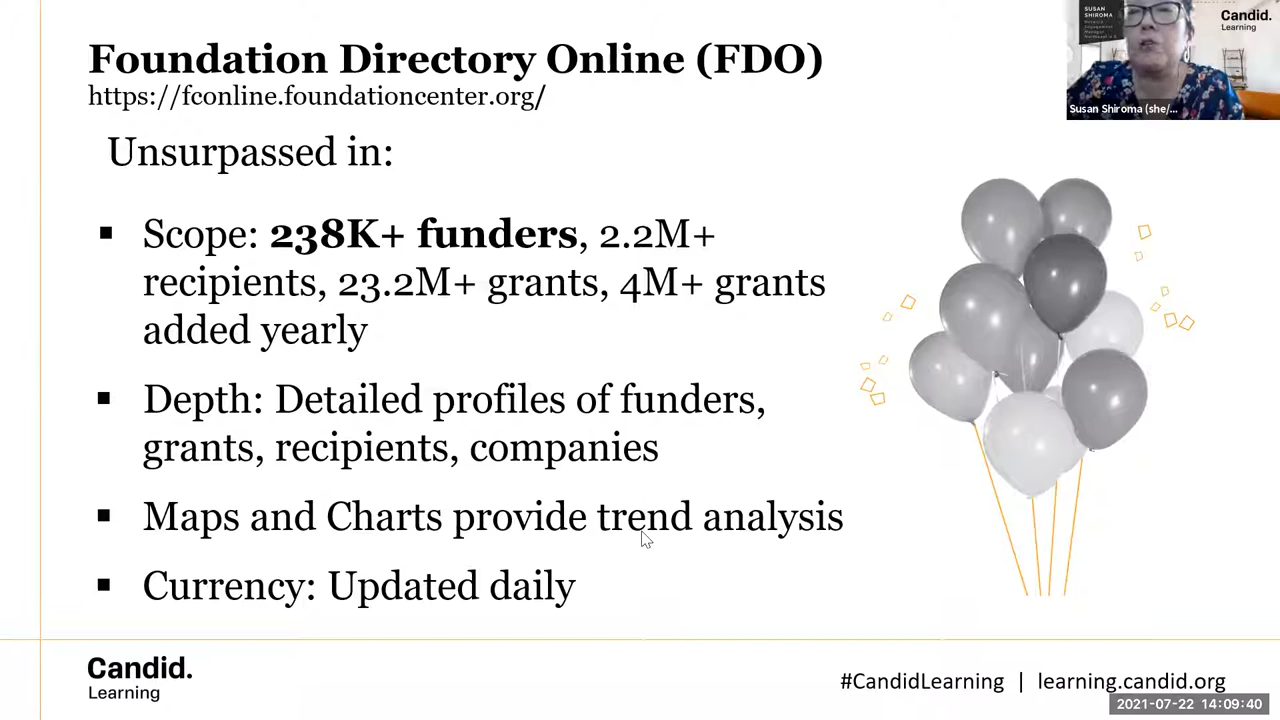 Foundation Directory Online (FDO)
https://fconline.foundationcenter.org/
Unsurpassed in:
▪ Scope: 238K+ funders, 2.2M+
recipients, 23.2M+ grants, 4M+ grants
added yearly
▪ Depth: Detailed profiles of funders,
grants, recipients, companies
▪ Maps and Charts provide trend analysis
▪ Currency: Updated daily
SUSAN
SHIROMA
Candid.
Learning
Susan Shiroma (she/...
Candid.
Learning
#CandidLearning | learning.candid.org
2021-07-22 14:09:40